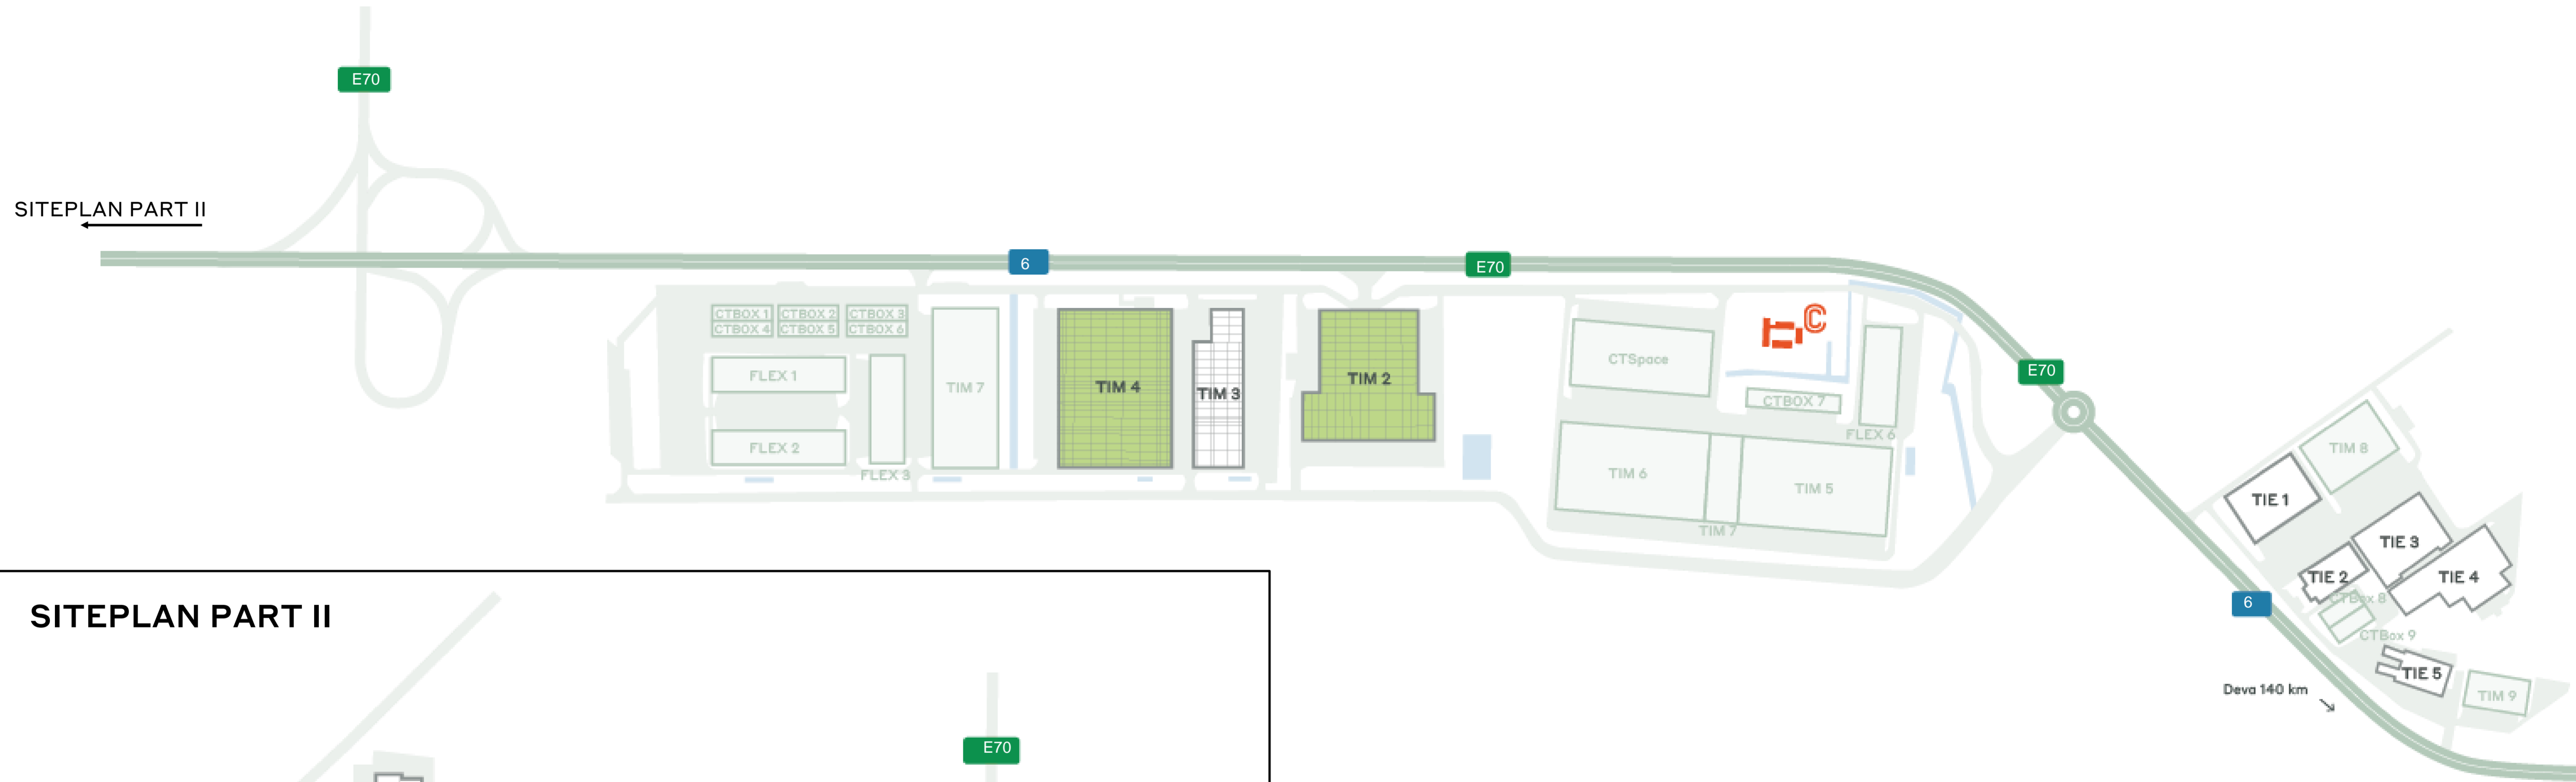 E70
SITEPLAN PART II
6
E70
CTBOX 1
CTBOX 2
CTBOX 3
CTBOX 4
CTBOX 5
CTBOX 6
FLEX 1
FLEX 2
FLEX 3
TIM 7
TIM 4
TIM 3
TIM 2
CTSpace
C
CTBOX 7
FLEX 6
TIM 6
TIM 5
TIM 7
E70
TIM 8
TIE 1
TIE 3
TIE 2
TIE 4
CTBox 8
6
CTBox 9
TIE 5
Deva 140 km
TIM 9
SITEPLAN PART II
E70